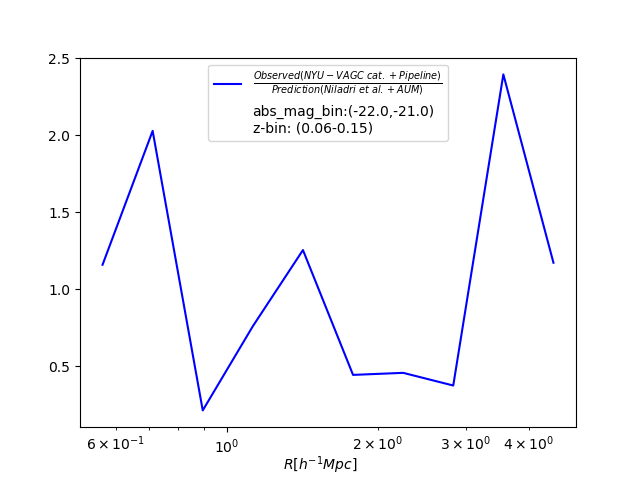 2.5
Observed(NYU − VAGC cat. + Pipeline)
Prediction(Niladri et al. + AUM)
abs_mag_bin:(-22.0,-21.0)
z-bin: (0.06-0.15)
2.0
1.5
1.0
0.5
6 × 10⁻¹ 10⁰ 2 × 10⁰ 3 × 10⁰ 4 × 10⁰
R[h⁻¹Mpc]